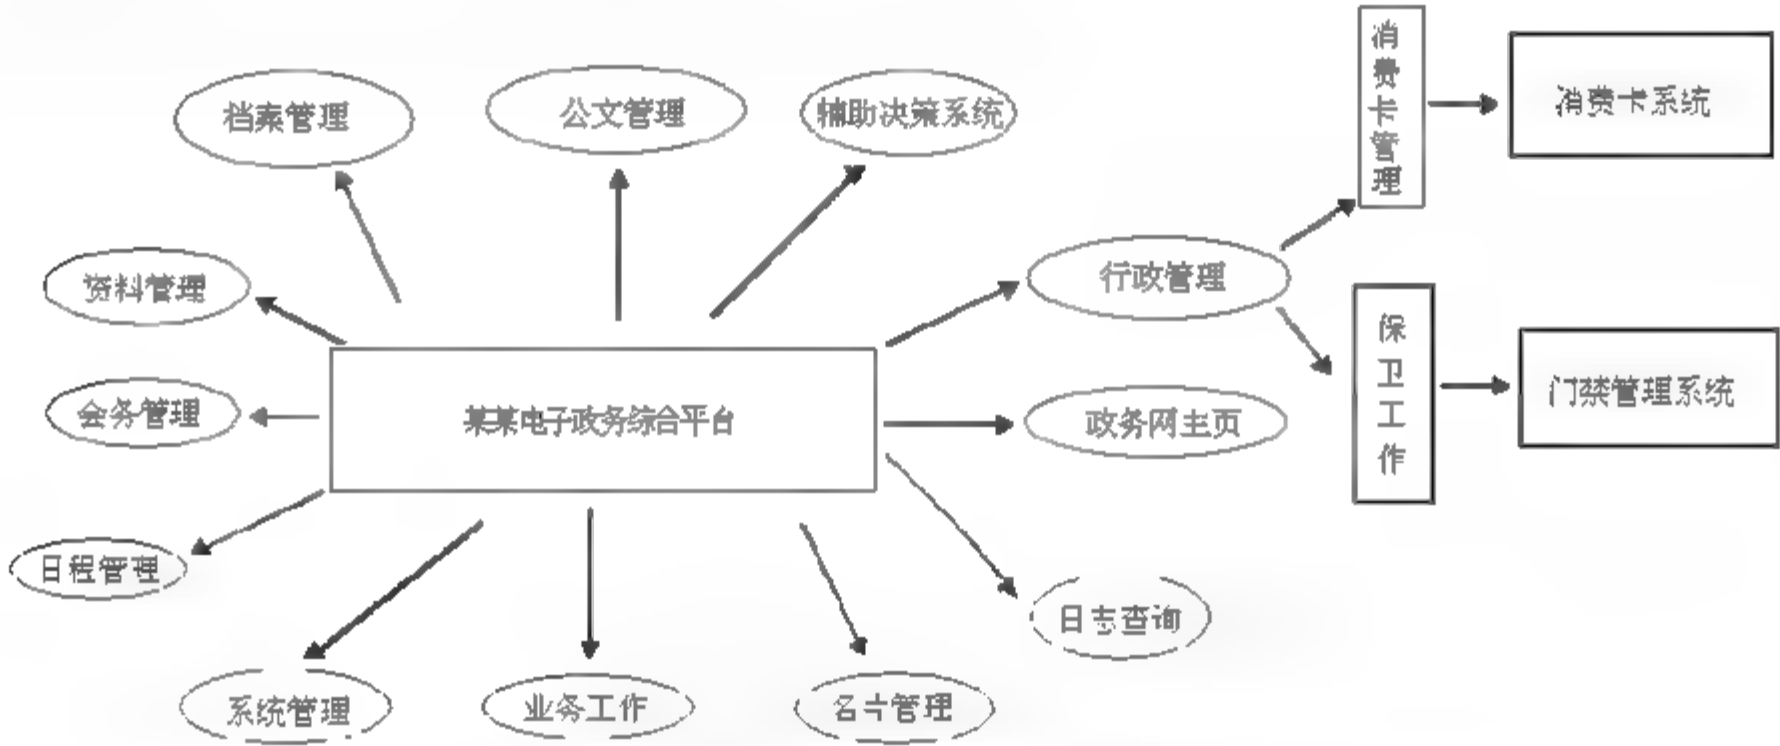 消费卡管理
消费卡系统
档案管理
公文管理
辅助决策系统
行政管理
资料管理
保卫工作
门禁管理系统
会务管理
某某电子政务综合平台
政务网主页
日程管理
日志查询
系统管理
业务工作
名片管理